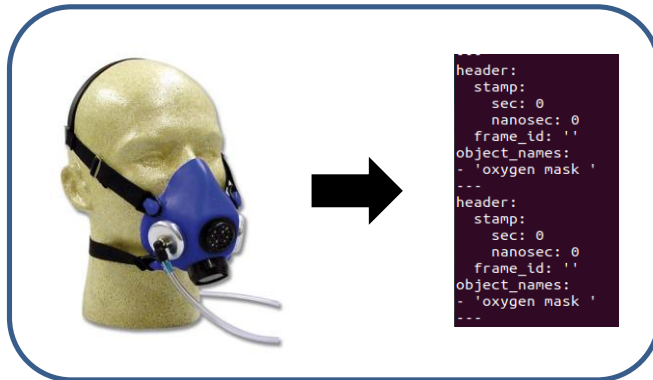 ---
header:
  stamp:
    sec: 0
    nanosec: 0
  frame_id: ''
object_names:
- 'oxygen mask '
---
header:
  stamp:
    sec: 0
    nanosec: 0
  frame_id: ''
object_names:
- 'oxygen mask '
---